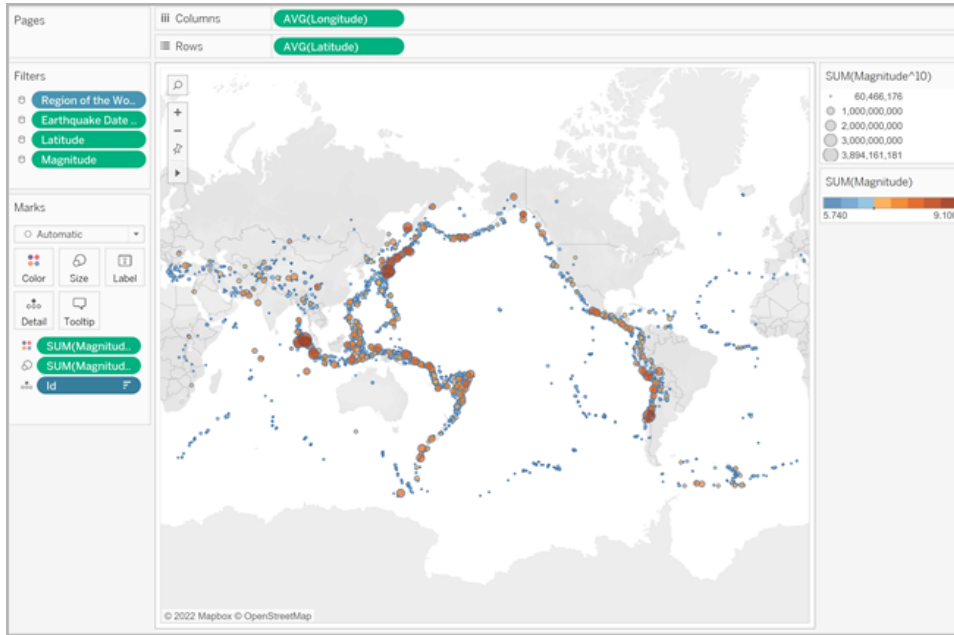 Pages
Columns
AVG(Longitude)
Rows
AVG(Latitude)
Filters
Region of the Wo..
Earthquake Date ..
Latitude
Magnitude
Marks
Automatic
Color
Size
Label
Detail
Tooltip
SUM(Magnitud..
SUM(Magnitud..
Id
© 2022 Mapbox © OpenStreetMap
SUM(Magnitude^10)
60,466,176
1,000,000,000
2,000,000,000
3,000,000,000
3,894,161,181
SUM(Magnitude)
5.740 9.100